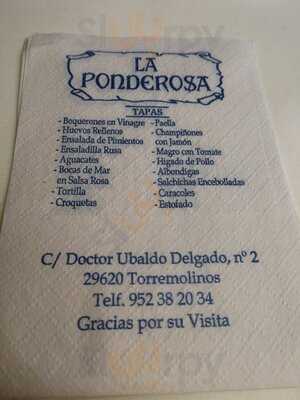 LA
PONDEROSA
TAPAS
- Boquerones en Vinagre
- Huevos Rellenos
- Ensalada de Pimientos
- Ensaladilla Rusa
- Aguacates
- Bocas de Mar
en Salsa Rosa
- Tortilla
- Croquetas
- Paella
- Champiñones
con Jamón
- Magro con Tomate
- Higado de Pollo
- Albondigas
- Salchichas Encebolladas
- Caracoles
- Estofado
C/ Doctor Ubaldo Delgado, nº 2
29620 Torremolinos
Telf. 952 38 20 34
Gracias por su Visita